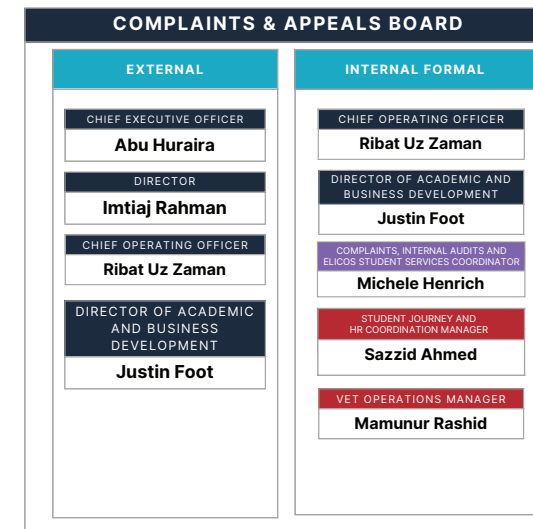 COMPLAINTS & APPEALS BOARD
EXTERNAL
CHIEF EXECUTIVE OFFICER
Abu Huraira
DIRECTOR
Imtiaj Rahman
CHIEF OPERATING OFFICER
Ribat Uz Zaman
DIRECTOR OF ACADEMIC
AND BUSINESS
DEVELOPMENT
Justin Foot
INTERNAL FORMAL
CHIEF OPERATING OFFICER
Ribat Uz Zaman
DIRECTOR OF ACADEMIC AND
BUSINESS DEVELOPMENT
Justin Foot
COMPLAINTS, INTERNAL AUDITS AND
ELICOS STUDENT SERVICES COORDINATOR
Michele Henrich
STUDENT JOURNEY AND
HR COORDINATION MANAGER
Sazzid Ahmed
VET OPERATIONS MANAGER
Mamunur Rashid